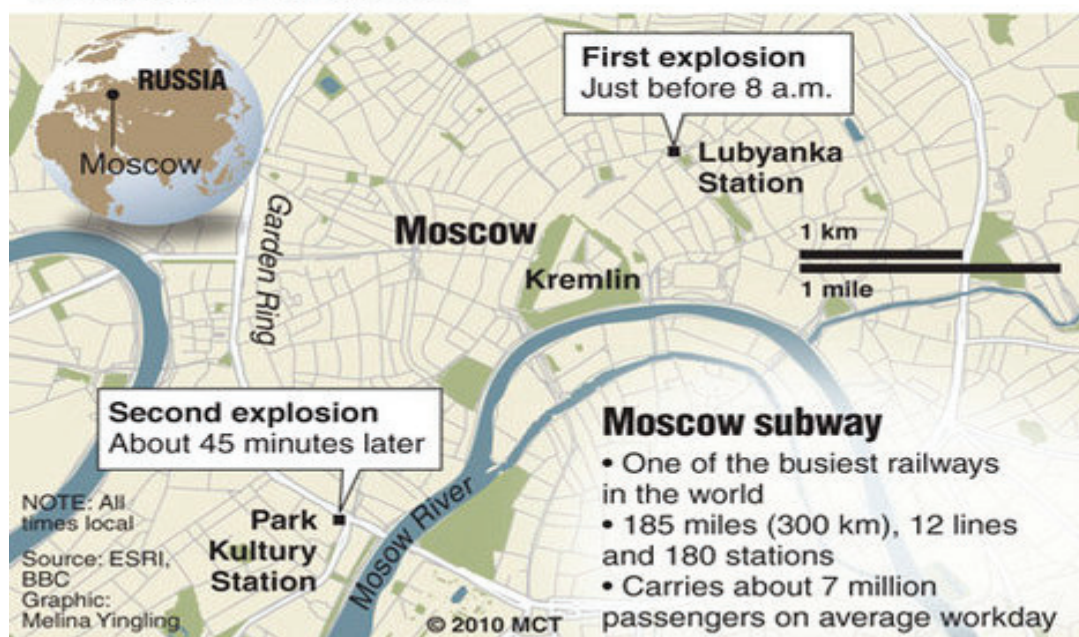 RUSSIA
Moscow
First explosion
Just before 8 a.m.
Lubyanka
Station
Garden Ring
Moscow
Kremlin
1 km
1 mile
Second explosion
About 45 minutes later
Park
Kultury
Station
Mosow River
NOTE: All
times local
Source: ESRI,
BBC
Graphic:
Melina Yingling
© 2010 MCT
Moscow subway
• One of the busiest railways
in the world
• 185 miles (300 km), 12 lines
and 180 stations
• Carries about 7 million
passengers on average workday